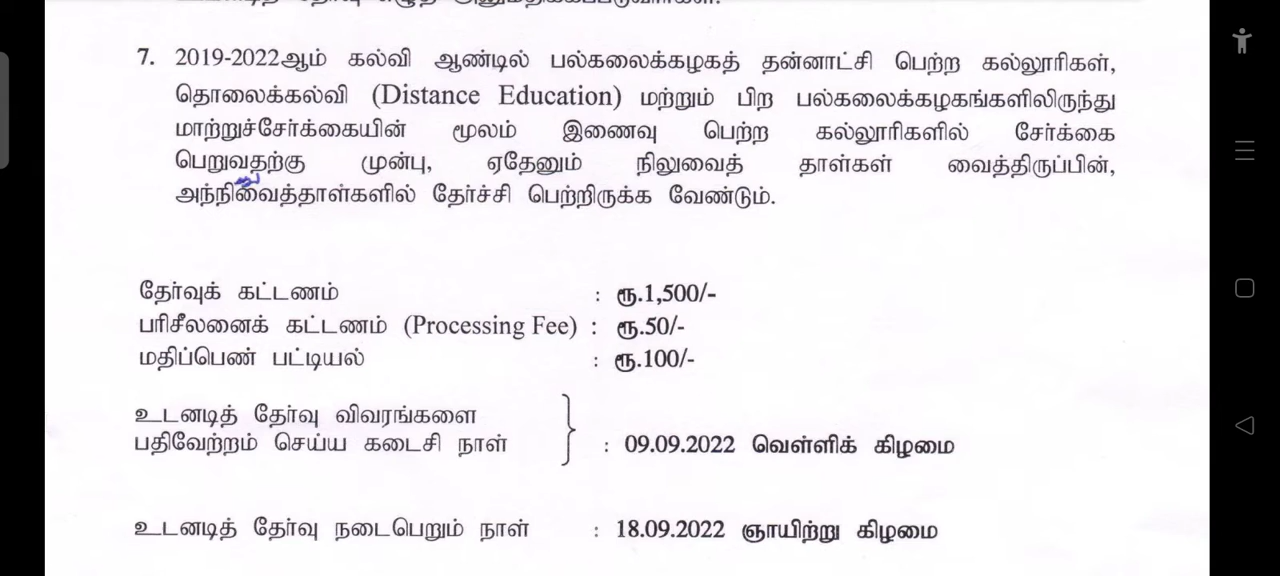 7. 2019-2022ஆம் கல்வி ஆண்டில் பல்கலைக்கழகத் தன்னாட்சி பெற்ற கல்லூரிகள்,
தொலைக்கல்வி (Distance Education) மற்றும் பிற பல்கலைக்கழகங்களிலிருந்து
மாற்றுச்சேர்க்கையின் மூலம் இணைவு பெற்ற கல்லூரிகளில் சேர்க்கை
பெறுவதற்கு முன்பு, ஏதேனும் நிலுவைத் தாள்கள் வைத்திருப்பின்,
அந்நிவைத்தாள்களில் தேர்ச்சி பெற்றிருக்க வேண்டும்.
தேர்வுக் கட்டணம் : ரூ.1,500/-
பரிசீலனைக் கட்டணம் (Processing Fee) : ரூ.50/-
மதிப்பெண் பட்டியல் : ரூ.100/-
உடனடித் தேர்வு விவரங்களை
பதிவேற்றம் செய்ய கடைசி நாள் : 09.09.2022 வெள்ளிக் கிழமை
உடனடித் தேர்வு நடைபெறும் நாள் : 18.09.2022 ஞாயிற்று கிழமை